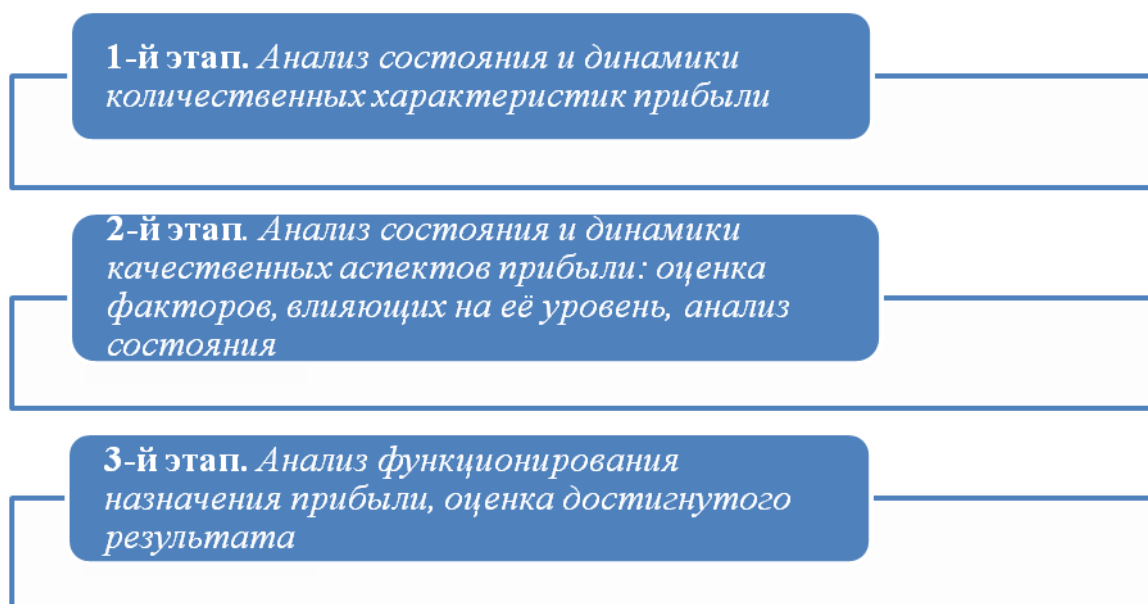 1-й этап. Анализ состояния и динамики
количественных характеристик прибыли
2-й этап. Анализ состояния и динамики
качественных аспектов прибыли: оценка
факторов, влияющих на её уровень, анализ
состояния
3-й этап. Анализ функционирования
назначения прибыли, оценка достигнутого
результата